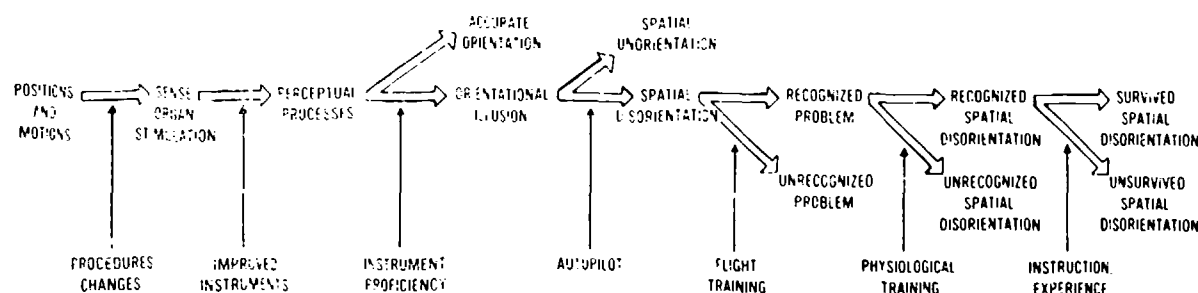 ACCURATE
ORIENTATION
SPATIAL
UNORIENTATION
POSITIONS
AND
MOTIONS
SENSE
ORGAN
STIMULATION
PERCEPTUAL
PROCESSES
ORIENTATIONAL
ILLUSION
SPATIAL
DISORIENTATION
RECOGNIZED
PROBLEM
RECOGNIZED
SPATIAL
DISORIENTATION
SURVIVED
SPATIAL
DISORIENTATION
UNRECOGNIZED
PROBLEM
UNRECOGNIZED
SPATIAL
DISORIENTATION
UNSURVIVED
SPATIAL
DISORIENTATION
PROCEDURES
CHANGES
IMPROVED
INSTRUMENTS
INSTRUMENT
PROFICIENCY
AUTOPILOT
FLIGHT
TRAINING
PHYSIOLOGICAL
TRAINING
INSTRUCTION,
EXPERIENCE